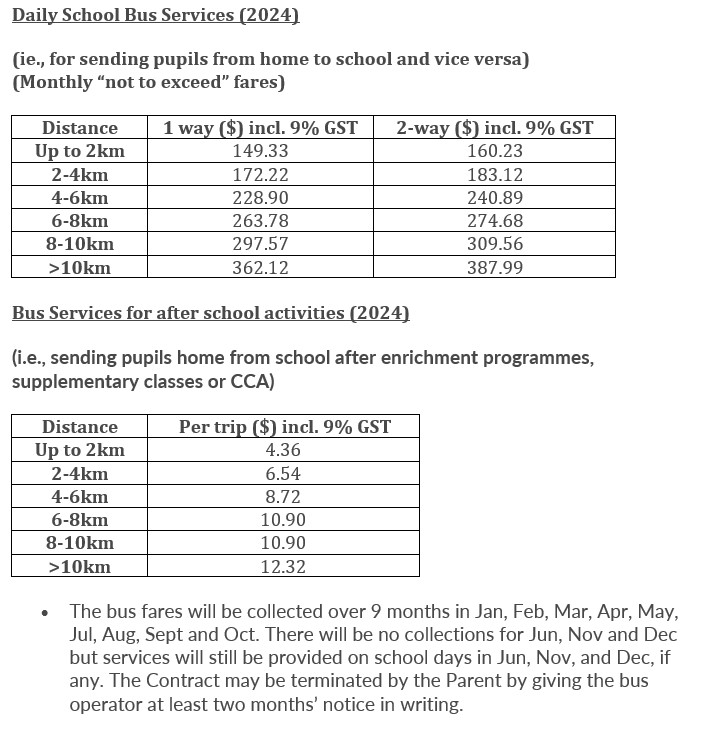 Daily School Bus Services (2024)
(ie., for sending pupils from home to school and vice versa)
(Monthly “not to exceed” fares)
Distance 1 way ($) incl. 9% GST 2-way ($) incl. 9% GST
Up to 2km 149.33 160.23
2-4km 172.22 183.12
4-6km 228.90 240.89
6-8km 263.78 274.68
8-10km 297.57 309.56
>10km 362.12 387.99
Bus Services for after school activities (2024)
(i.e., sending pupils home from school after enrichment programmes,
supplementary classes or CCA)
Distance Per trip ($) incl. 9% GST
Up to 2km 4.36
2-4km 6.54
4-6km 8.72
6-8km 10.90
8-10km 10.90
>10km 12.32
• The bus fares will be collected over 9 months in Jan, Feb, Mar, Apr, May,
Jul, Aug, Sept and Oct. There will be no collections for Jun, Nov and Dec
but services will still be provided on school days in Jun, Nov, and Dec, if
any. The Contract may be terminated by the Parent by giving the bus
operator at least two months’ notice in writing.